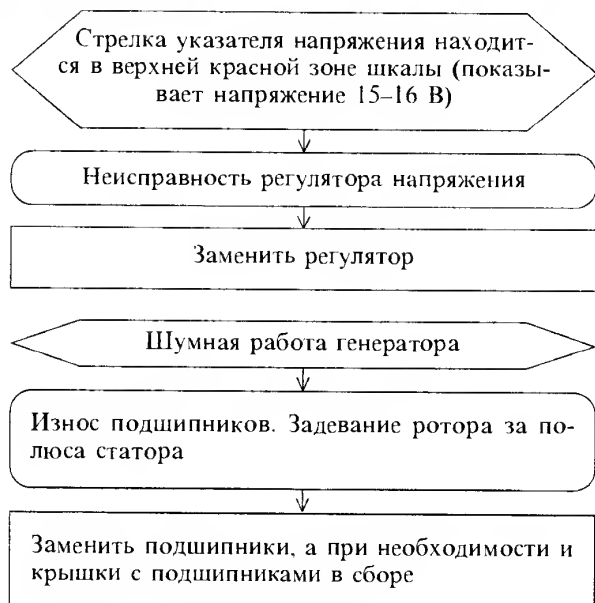 Стрелка указателя напряжения находит-
ся в верхней красной зоне шкалы (показы-
вает напряжение 15–16 В)
Неисправность регулятора напряжения
Заменить регулятор
Шумная работа генератора
Износ подшипников. Задевание ротора за по-
люса статора
Заменить подшипники, а при необходимости и
крышки с подшипниками в сборе